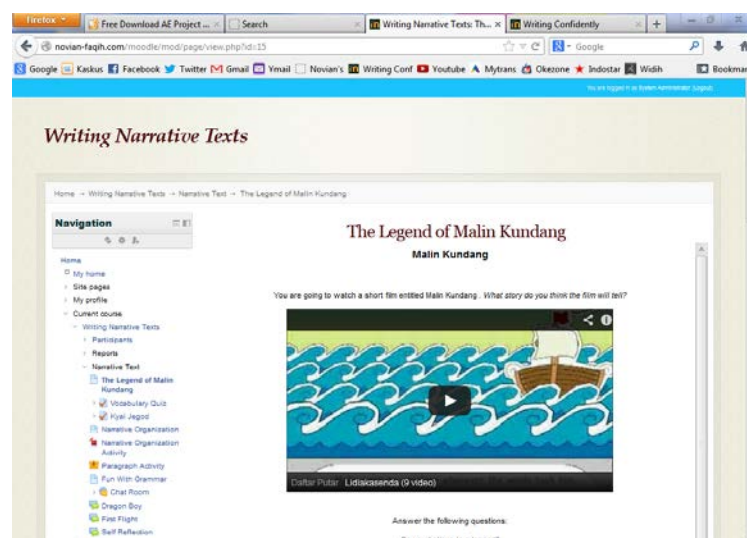 Firefox
Free Download AE Project ...
Search
Writing Narrative Texts: Th...
Writing Confidently
novian-faqih.com/moodle/mod/page/view.php?id=15
Google
Google Kaskus Facebook Twitter Gmail Ymail Novian's Writing Conf Youtube Mytrans Okezone Indostar Widih Bookmar
Writing Narrative Texts
Home → Writing Narrative Texts → Narrative Text → The Legend of Malin Kundang
Navigation
Home
My home
Site pages
My profile
Current course
Writing Narrative Texts
Participants
Reports
Narrative Text
The Legend of Malin
Kundang
Vocabulary Quiz
Kyai Jegod
Narrative Organization
Narrative Organization
Activity
Paragraph Activity
Fun With Grammar
Chat Room
Dragon Boy
First Flight
Self Reflection
The Legend of Malin Kundang
Malin Kundang
You are going to watch a short film entitled Malin Kundang . What story do you think the film will tell?
Daftar Putar Lidiakasenda (9 video)
Answer the following questions: